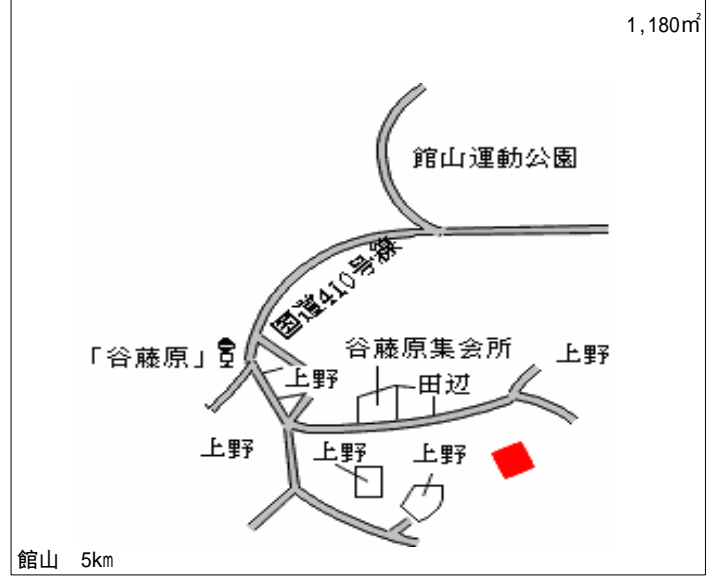 1,180㎡
館山運動公園
国道410号線
「谷藤原」
谷藤原集会所
上野
上野
田辺
上野
上野
上野
館山 5km